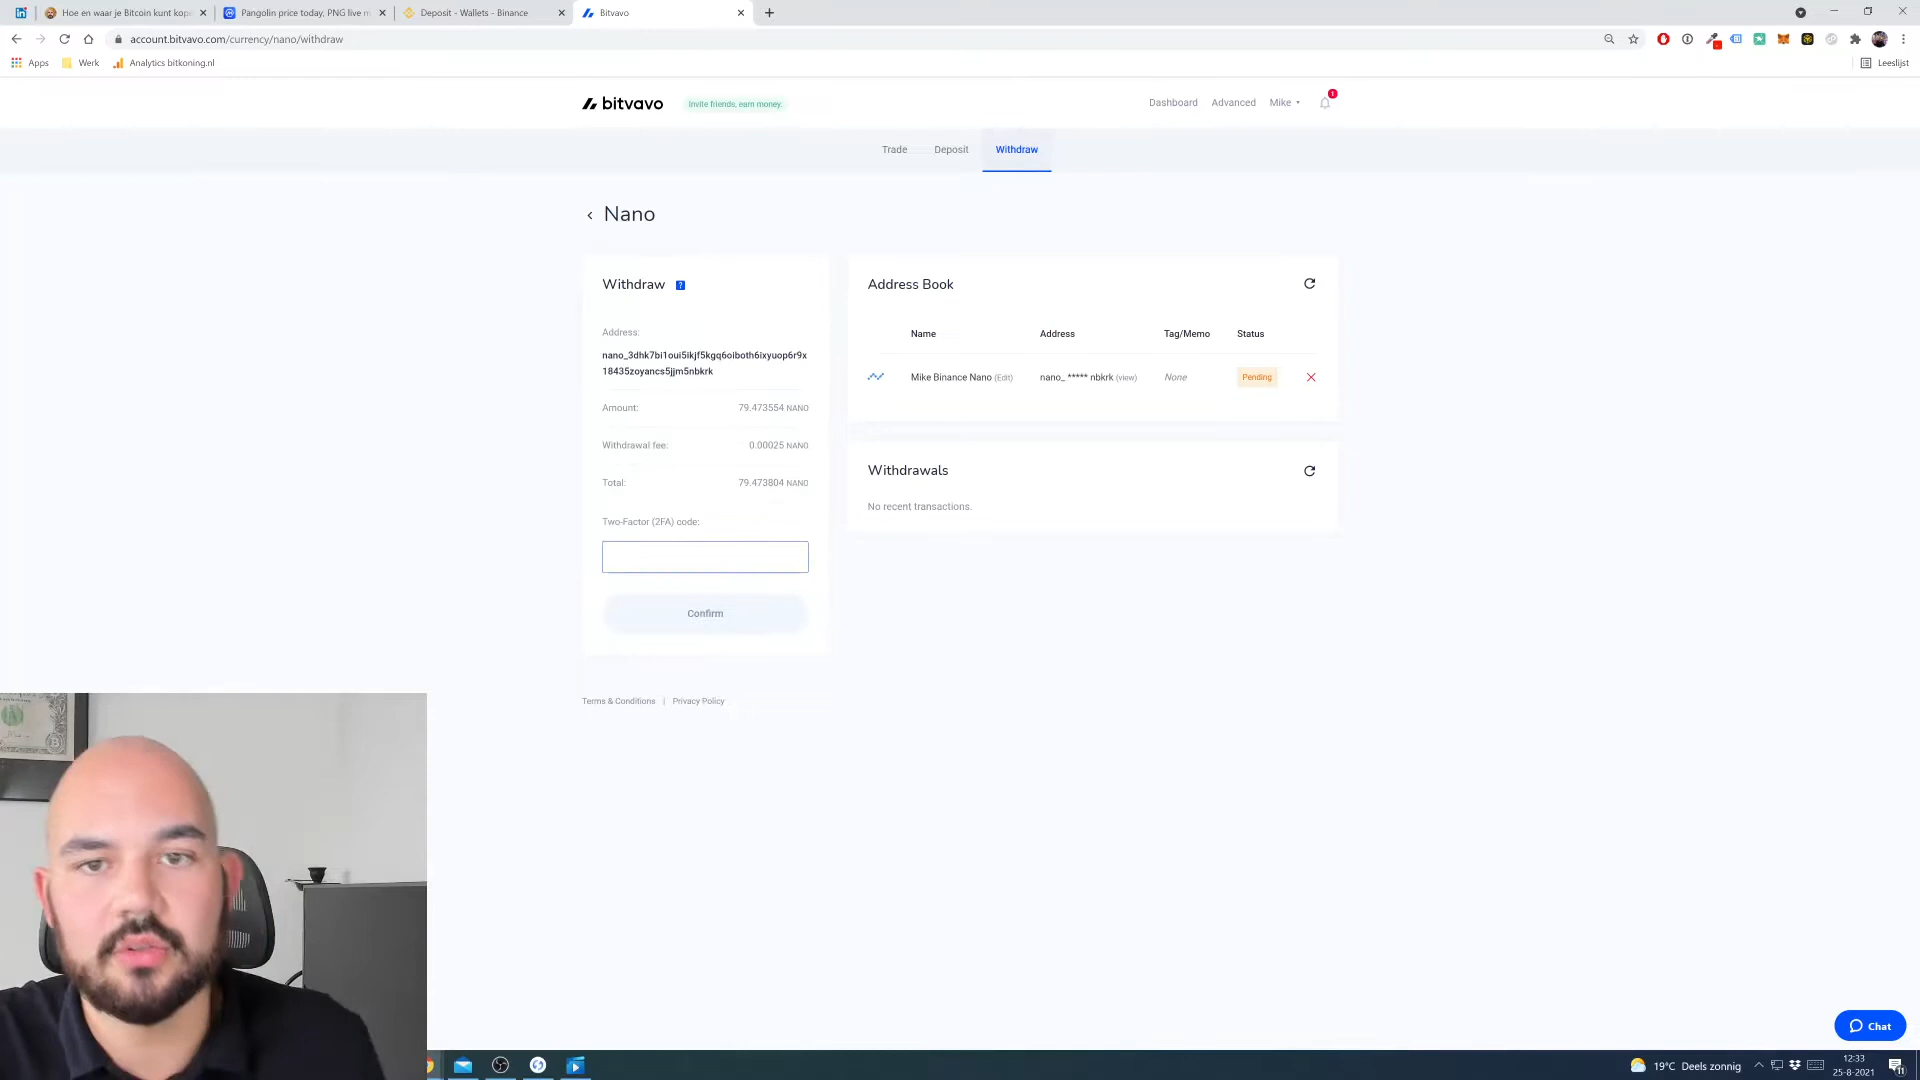 Hoe en waar je Bitcoin kunt kope
Pangolin price today, PNG live m
Deposit - Wallets - Binance
Bitvavo
account.bitvavo.com/currency/nano/withdraw
Apps
Werk
Analytics bitkoning.nl
Leeslijst
bitvavo
Invite friends, earn money.
Dashboard
Advanced
Mike
1
Trade
Deposit
Withdraw
Nano
Withdraw ?
Address:
nano_3dhk7bi1oui5ikjf5kgq6oiboth6ixyuop6r9x
18435zoyancs5jjm5nbkrk
Amount: 79.473554 NANO
Withdrawal fee: 0.00025 NANO
Total: 79.473804 NANO
Two-Factor (2FA) code:
Confirm
Address Book
Name Address Tag/Memo Status
Mike Binance Nano (Edit) nano_ ***** nbkrk (view) None Pending
Withdrawals
No recent transactions.
Terms & Conditions | Privacy Policy
Chat
19°C Deels zonnig
12:33
25-8-2021